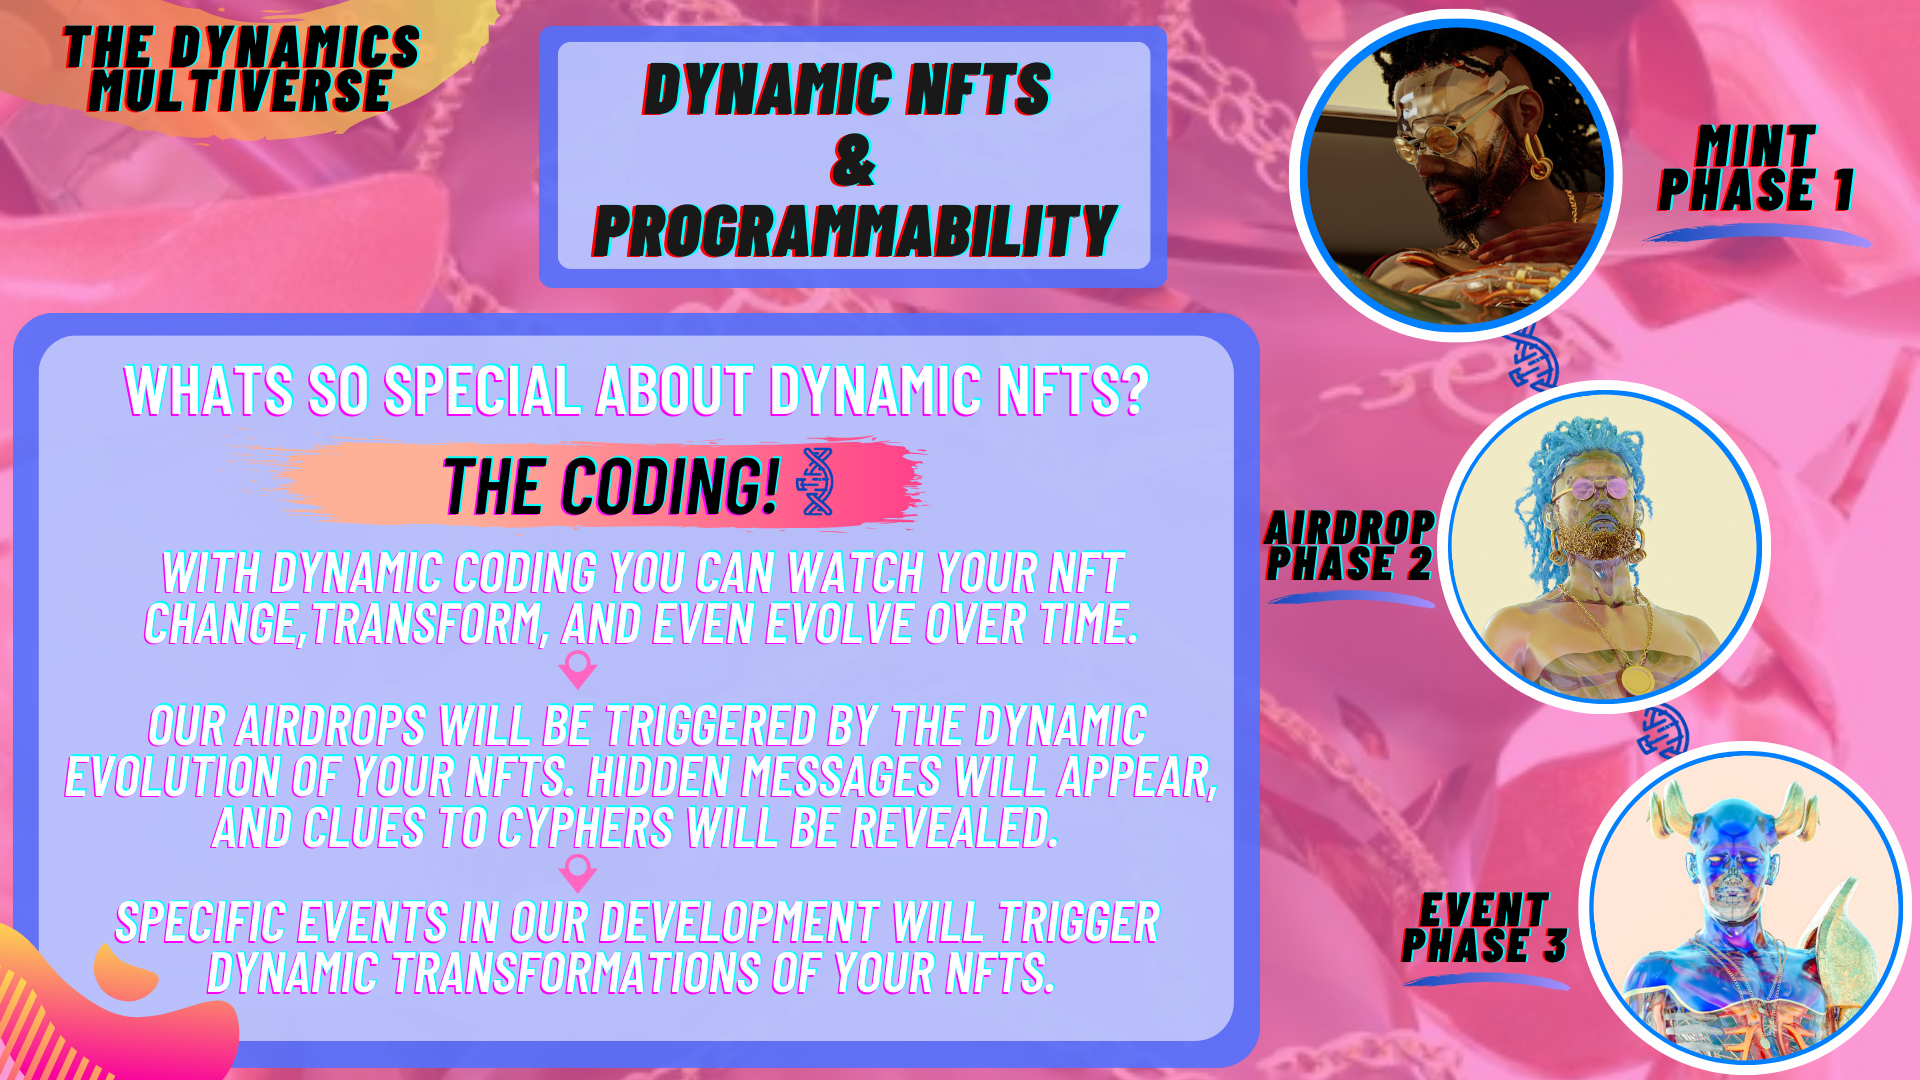 THE DYNAMICS
MULTIVERSE
DYNAMIC NFTS
&
PROGRAMMABILITY
MINT
PHASE 1
WHATS SO SPECIAL ABOUT DYNAMIC NFTS?
THE CODING!
WITH DYNAMIC CODING YOU CAN WATCH YOUR NFT
CHANGE,TRANSFORM, AND EVEN EVOLVE OVER TIME.
OUR AIRDROPS WILL BE TRIGGERED BY THE DYNAMIC
EVOLUTION OF YOUR NFTS. HIDDEN MESSAGES WILL APPEAR,
AND CLUES TO CYPHERS WILL BE REVEALED.
SPECIFIC EVENTS IN OUR DEVELOPMENT WILL TRIGGER
DYNAMIC TRANSFORMATIONS OF YOUR NFTS.
AIRDROP
PHASE 2
EVENT
PHASE 3